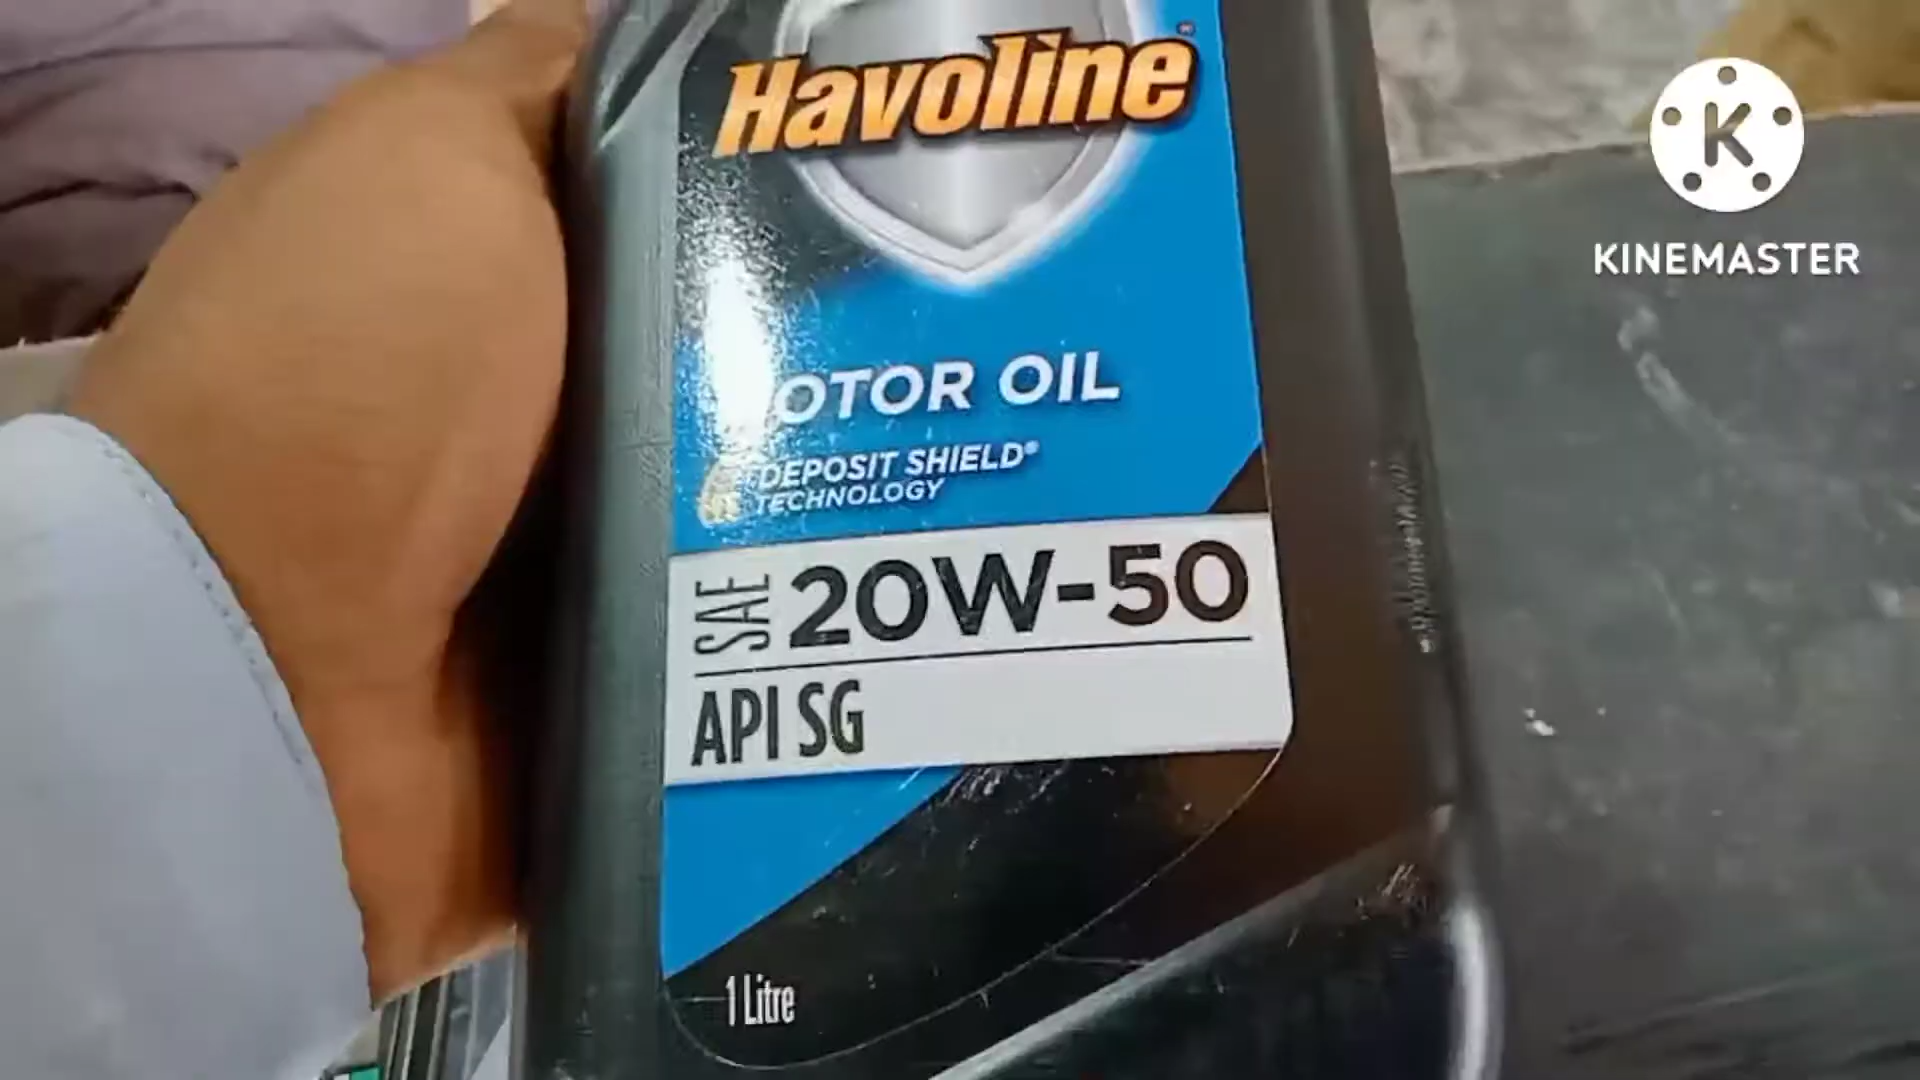 Havoline
K
KINEMASTER
OTOR OIL
DEPOSIT SHIELD®
TECHNOLOGY
SAE 20W-50
API SG
1 Litre